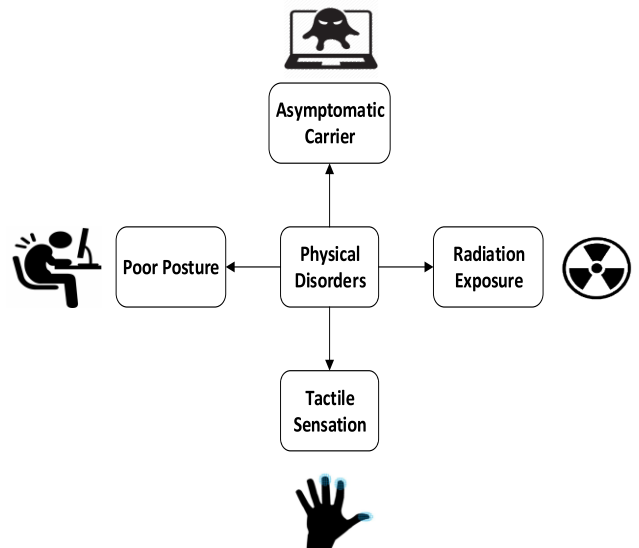 Asymptomatic
Carrier
Poor Posture
Physical
Disorders
Radiation
Exposure
Tactile
Sensation